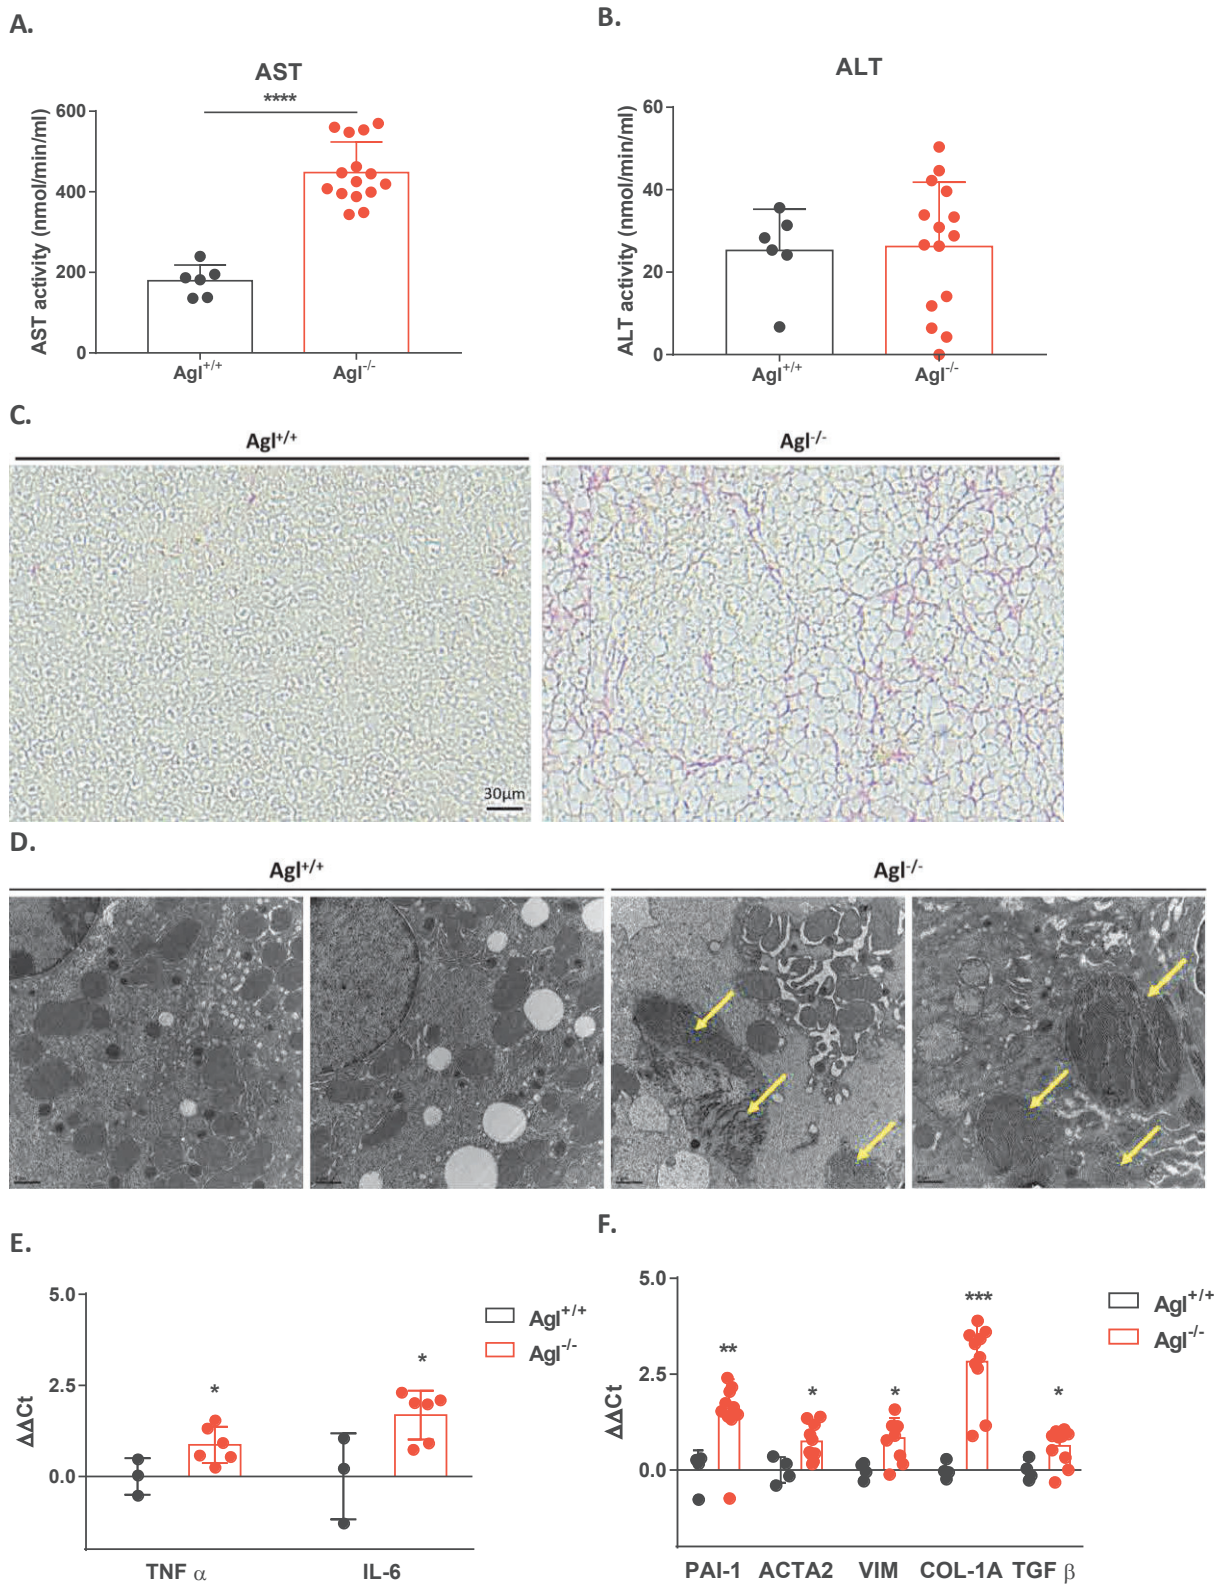 A.
AST
****
AST activity (nmol/min/ml)
600
400
200
0
Agl+/+
Agl-/-
B.
ALT
ALT activity (nmol/min/ml)
60
40
20
0
Agl+/+
Agl-/-
C.
Agl+/+
Agl-/-
30µm
D.
Agl+/+
Agl-/-
E.
ΔΔCt
5.0
2.5
0.0
*
*
Agl+/+
Agl-/-
TNF α
IL-6
F.
ΔΔCt
5.0
2.5
0.0
**
*
*
***
*
Agl+/+
Agl-/-
PAI-1
ACTA2
VIM
COL-1A
TGF β